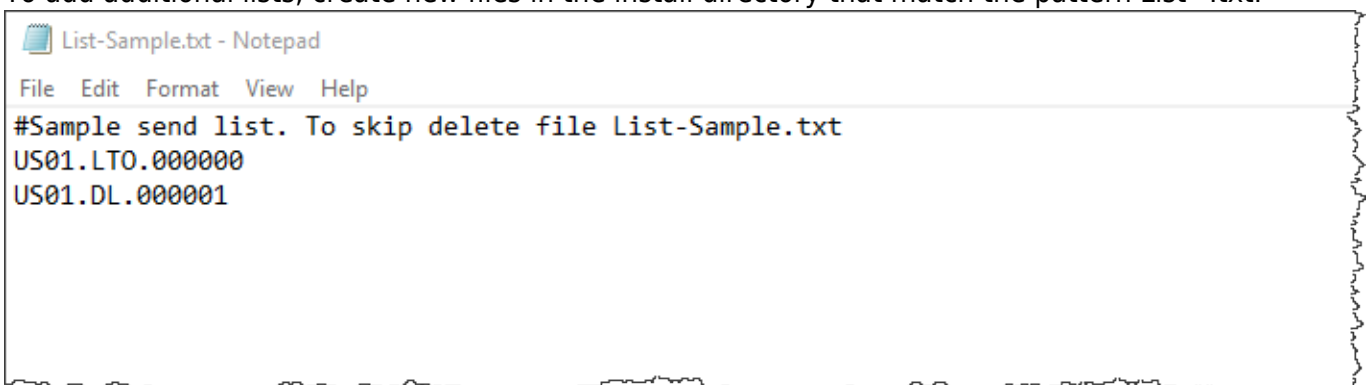 To add additional lists, create new files in the install directory that match the pattern List-*.txt.
List-Sample.txt - Notepad
File Edit Format View Help
#Sample send list. To skip delete file List-Sample.txt
US01.LTO.000000
US01.DL.000001